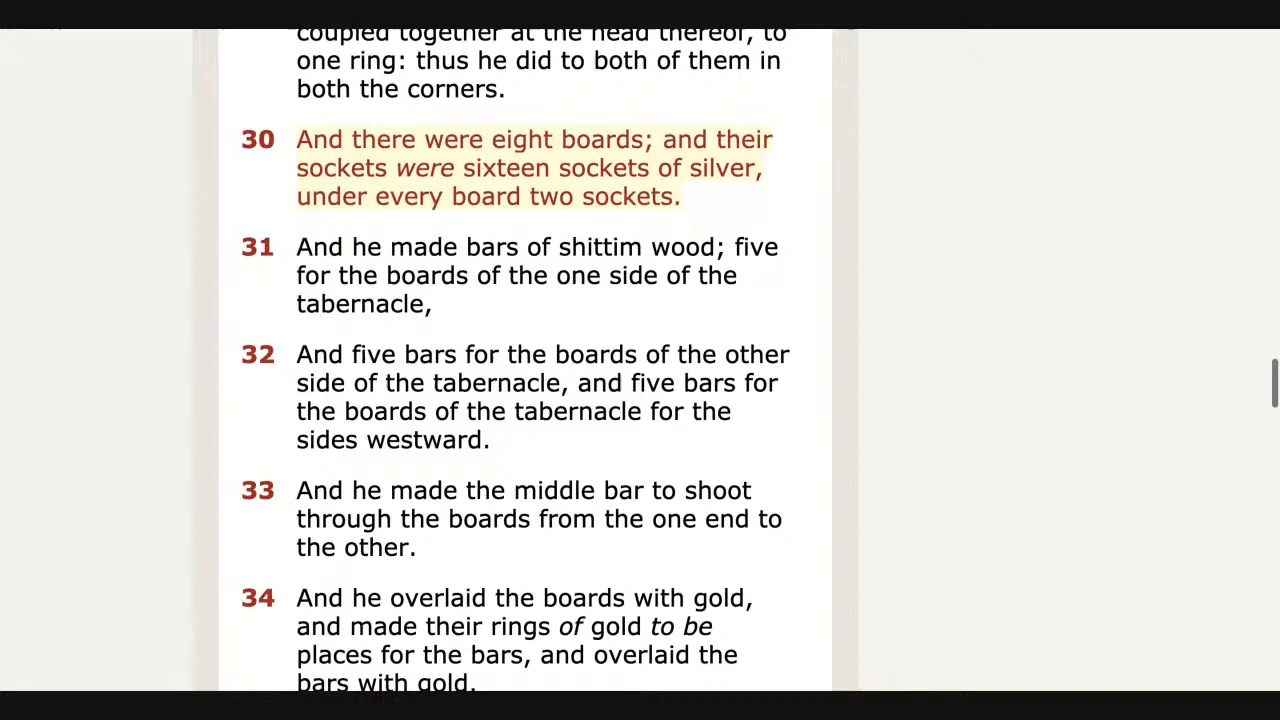 coupled together at the head thereof, to
one ring: thus he did to both of them in
both the corners.
30 And there were eight boards; and their
sockets were sixteen sockets of silver,
under every board two sockets.
31 And he made bars of shittim wood; five
for the boards of the one side of the
tabernacle,
32 And five bars for the boards of the other
side of the tabernacle, and five bars for
the boards of the tabernacle for the
sides westward.
33 And he made the middle bar to shoot
through the boards from the one end to
the other.
34 And he overlaid the boards with gold,
and made their rings of gold to be
places for the bars, and overlaid the
bars with gold.